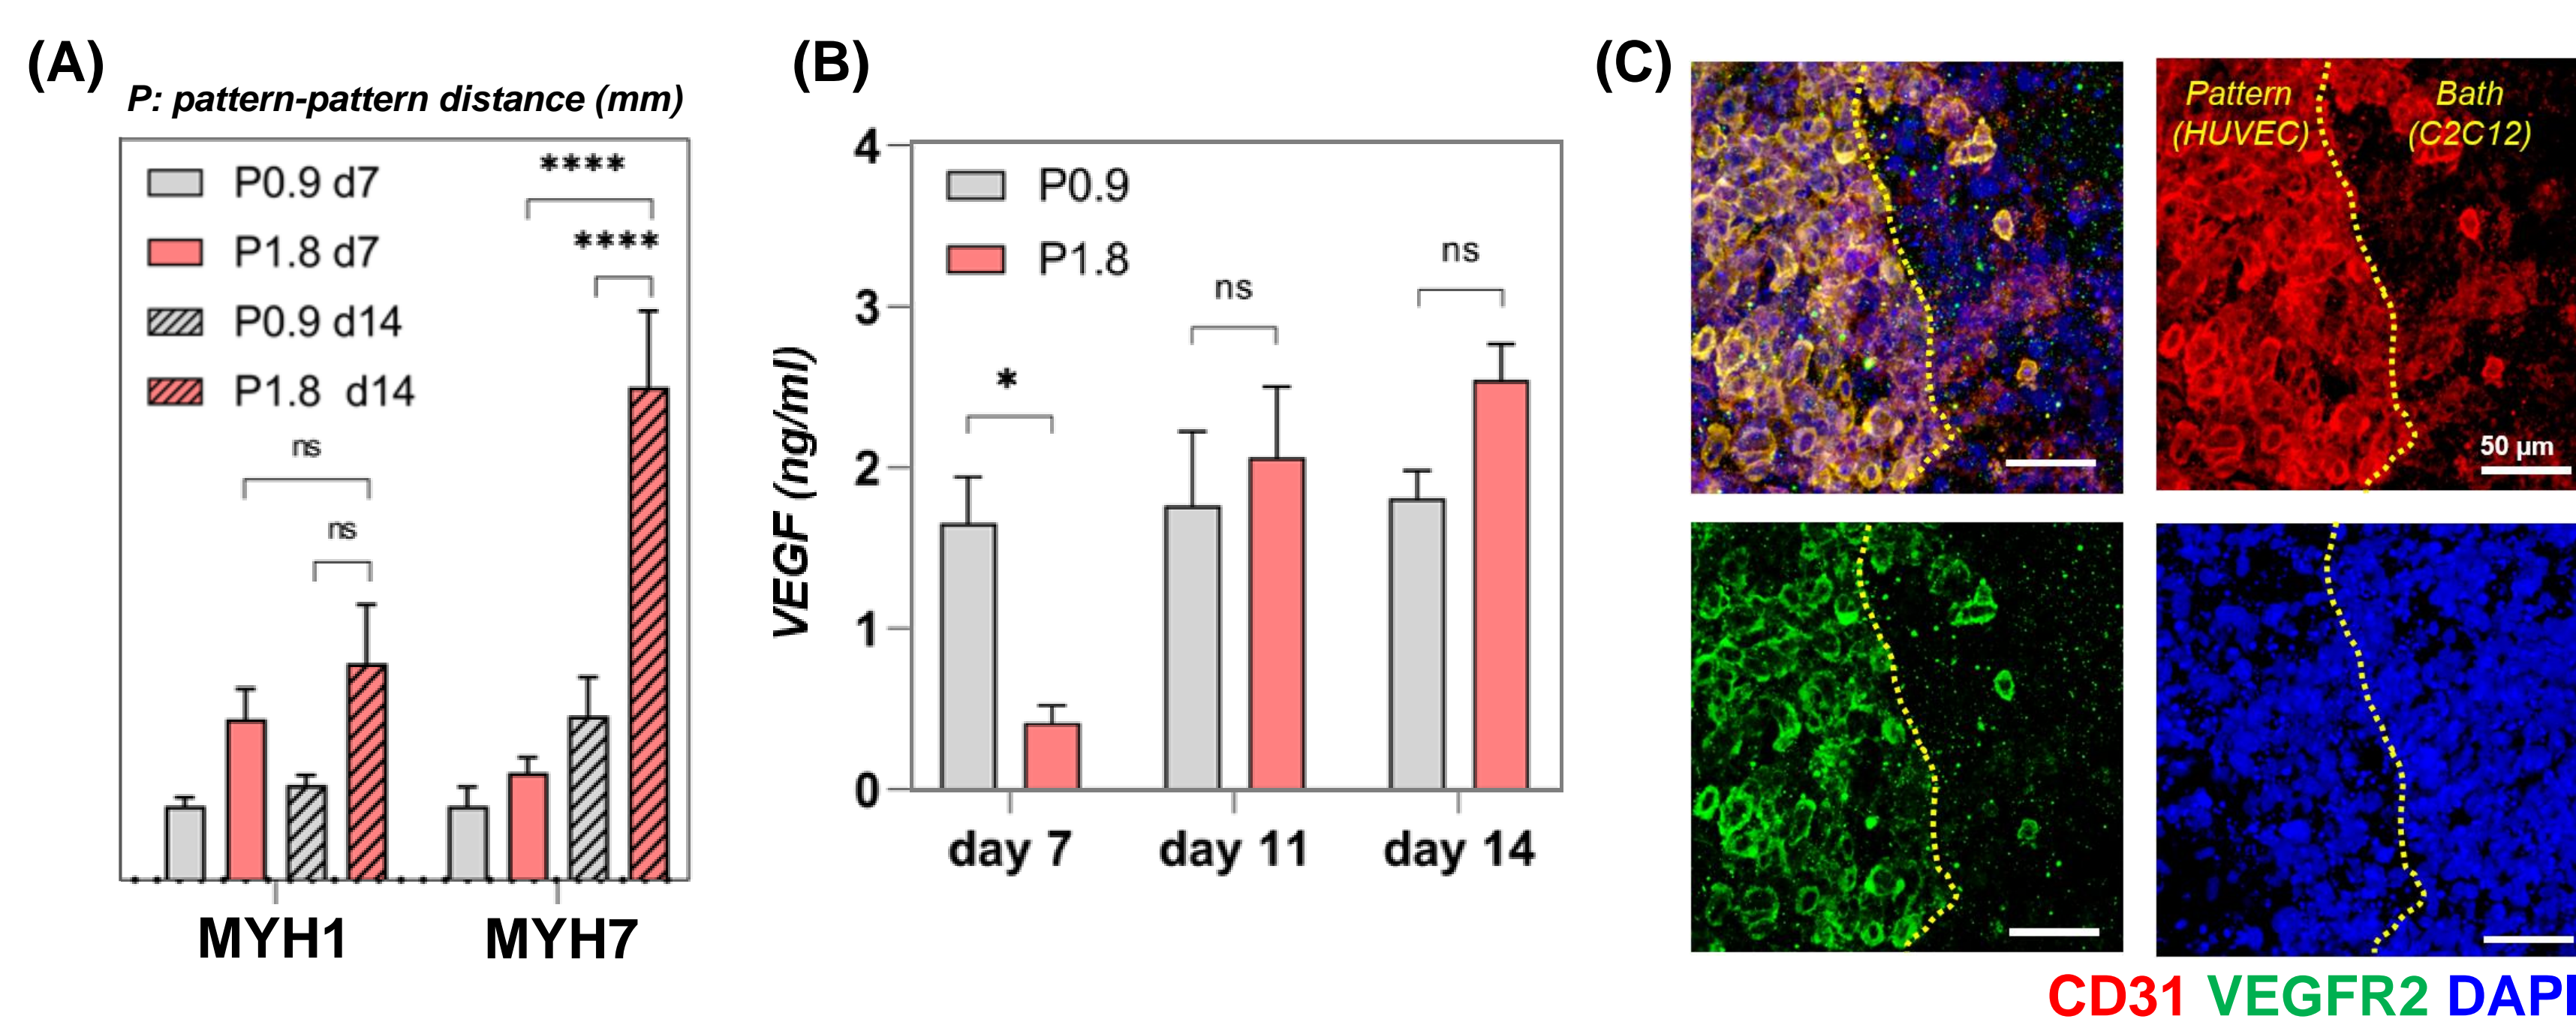 (A)
P: pattern-pattern distance (mm)
P0.9 d7
P1.8 d7
P0.9 d14
P1.8 d14
****
****
ns
ns
MYH1 MYH7
(B)
VEGF (ng/ml)
4
3
2
1
0
P0.9
P1.8
*
ns
ns
day 7 day 11 day 14
(C)
Pattern
(HUVEC)
Bath
(C2C12)
50 μm
CD31 VEGFR2 DAPI